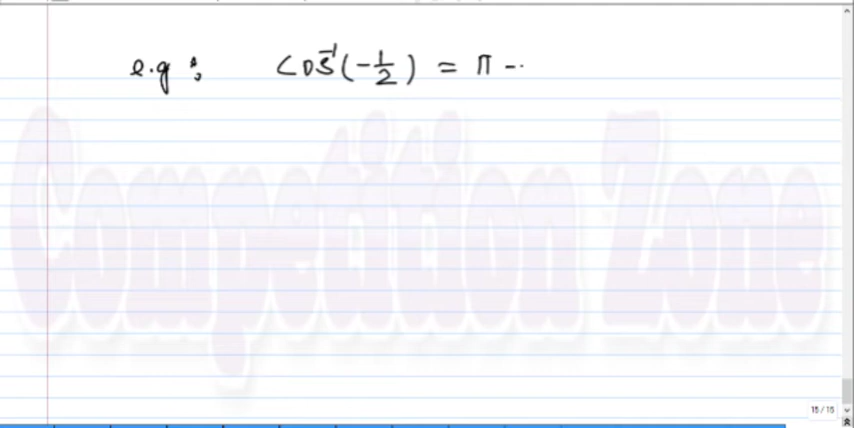 e.g : cos⁻¹(-1/2) = π -
Competition Zone
15 / 15